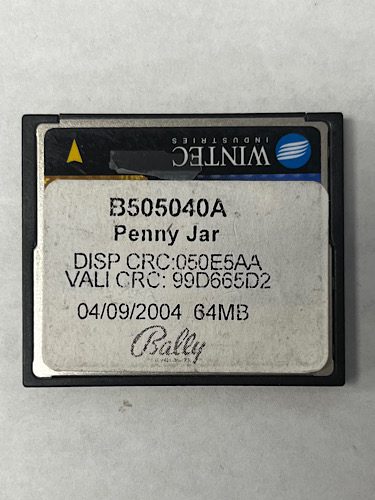 WINTEC
INDUSTRIES
B505040A
Penny Jar
DISP CRC:050E5AA
VALI CRC: 99D665D2
04/09/2004 64MB
Bally